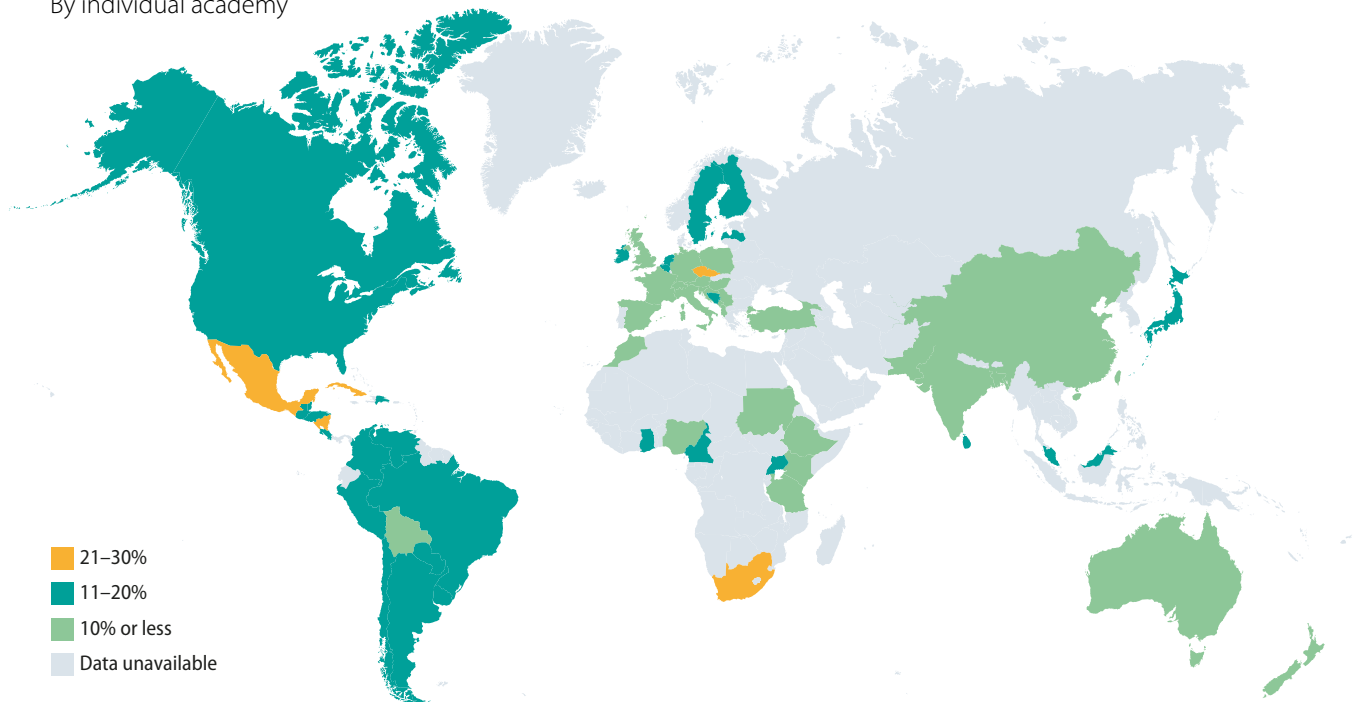 By individual academy
21–30%
11–20%
10% or less
Data unavailable